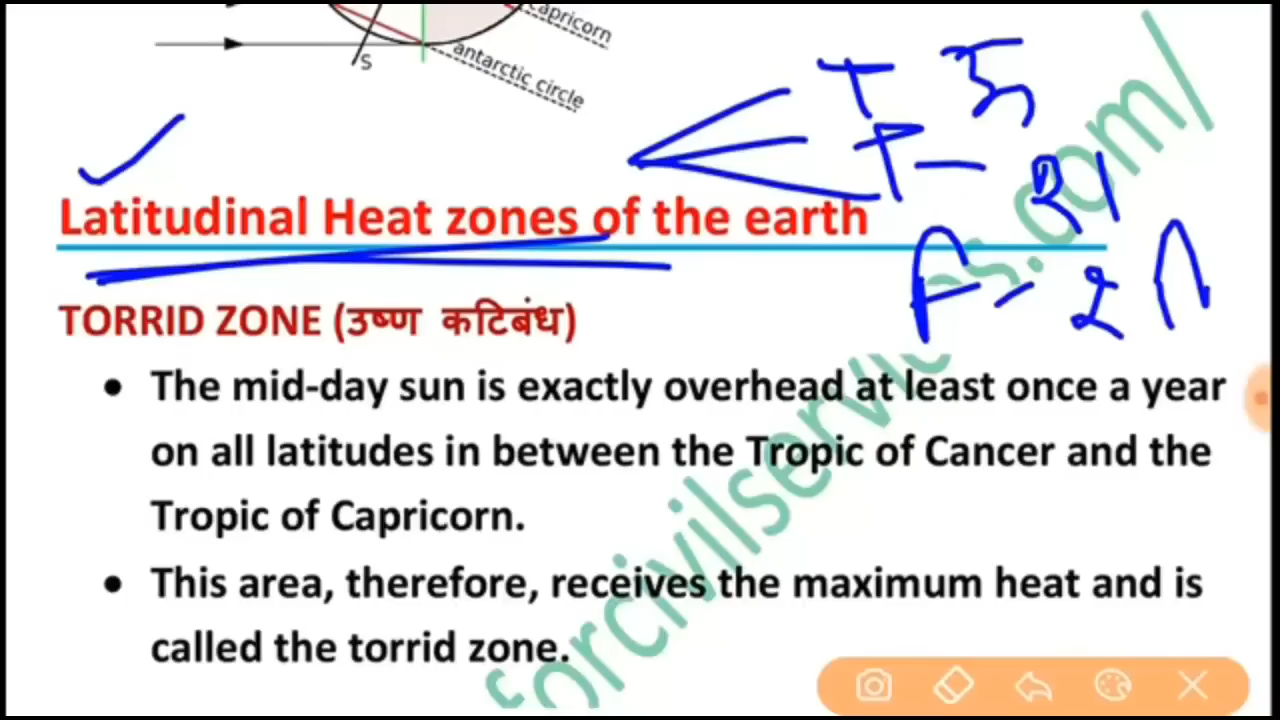 capricorn
S
antarctic circle
T उ
T - शी
F - शी
Latitudinal Heat zones of the earth
TORRID ZONE (उष्ण कटिबंध)
• The mid-day sun is exactly overhead at least once a year
on all latitudes in between the Tropic of Cancer and the
Tropic of Capricorn.
• This area, therefore, receives the maximum heat and is
called the torrid zone.